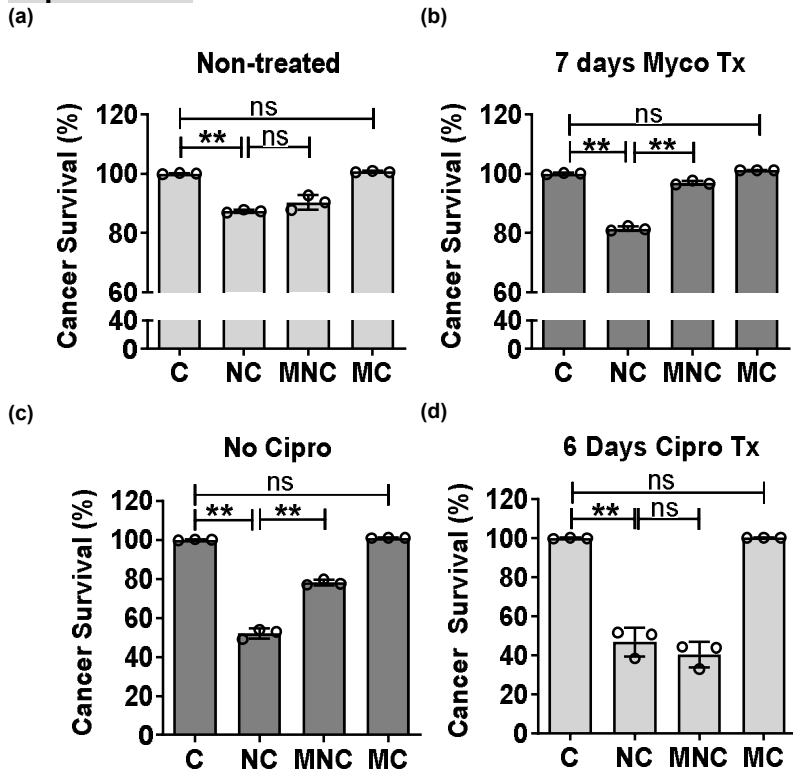 (a)
Non-treated
Cancer Survival (%)
120
100
80
60
40
0
ns
** ns
C NC MNC MC
(b)
7 days Myco Tx
Cancer Survival (%)
120
100
80
60
40
0
ns
** **
C NC MNC MC
(c)
No Cipro
Cancer Survival (%)
120
100
80
60
40
20
0
ns
** **
C NC MNC MC
(d)
6 Days Cipro Tx
Cancer Survival (%)
120
100
80
60
40
20
0
ns
** ns
C NC MNC MC